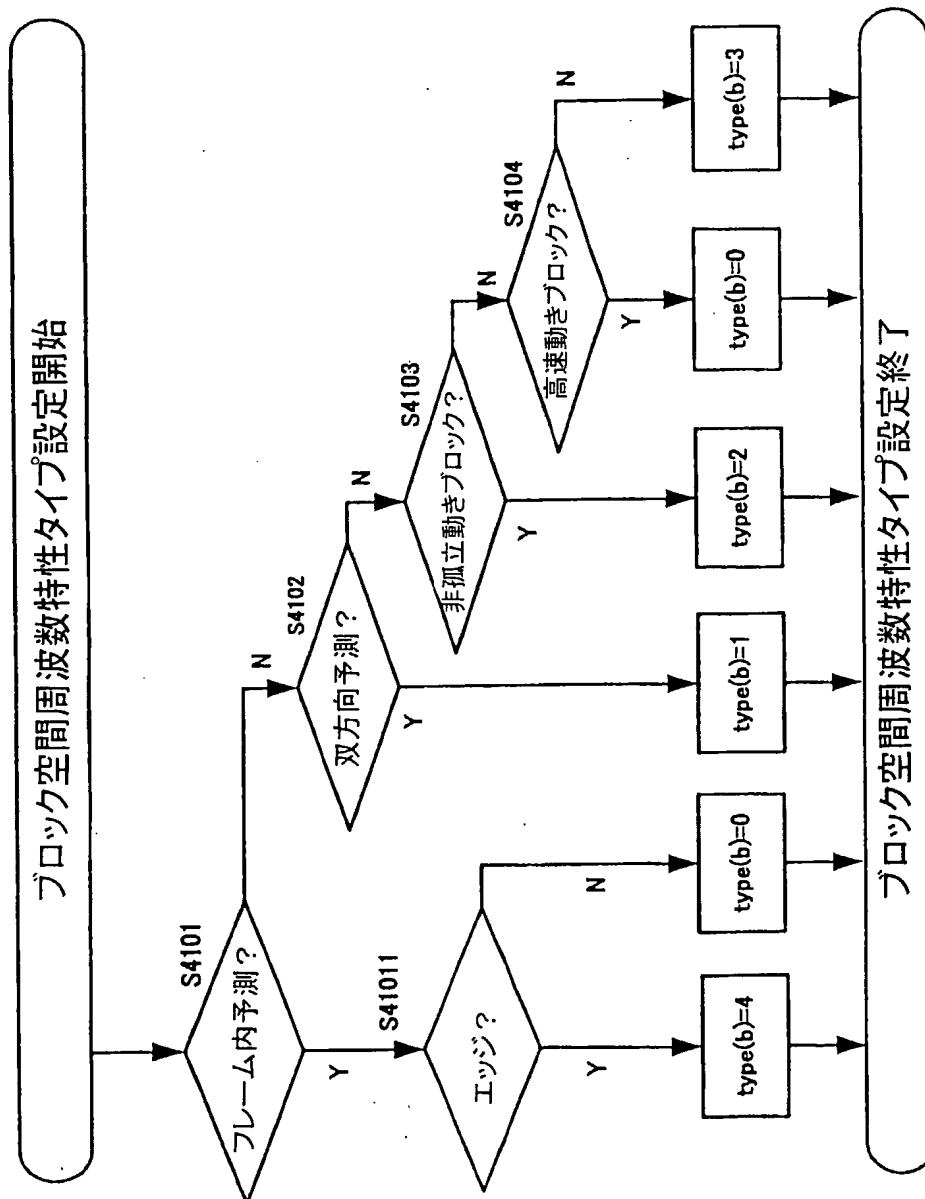 ブロック空間周波数特性タイプ設定開始
S4101
フレーム内予測？
N
Y
S4102
双方向予測？
N
Y
S4103
非孤立動きブロック？
N
Y
S4104
高速動きブロック？
N
Y
S41011
エッジ？
N
Y
type(b)=4
type(b)=0
type(b)=1
type(b)=2
type(b)=0
type(b)=3
ブロック空間周波数特性タイプ設定終了